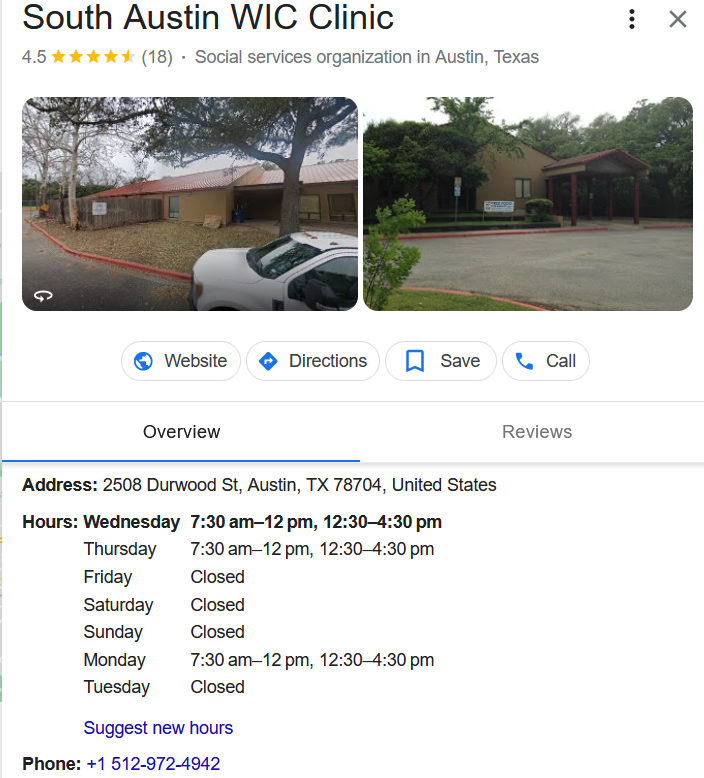 South Austin WIC Clinic
4.5 (18) · Social services organization in Austin, Texas
Website Directions Save Call
Overview Reviews
Address: 2508 Durwood St, Austin, TX 78704, United States
Hours: Wednesday 7:30 am–12 pm, 12:30–4:30 pm
Thursday 7:30 am–12 pm, 12:30–4:30 pm
Friday Closed
Saturday Closed
Sunday Closed
Monday 7:30 am–12 pm, 12:30–4:30 pm
Tuesday Closed
Suggest new hours
Phone: +1 512-972-4942